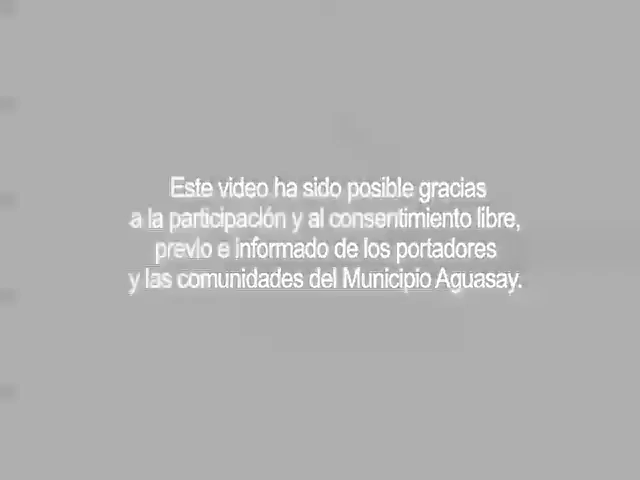 Este video ha sido posible gracias
a la participación y al consentimiento libre,
previo e informado de los portadores
y las comunidades del Municipio Aguasay.